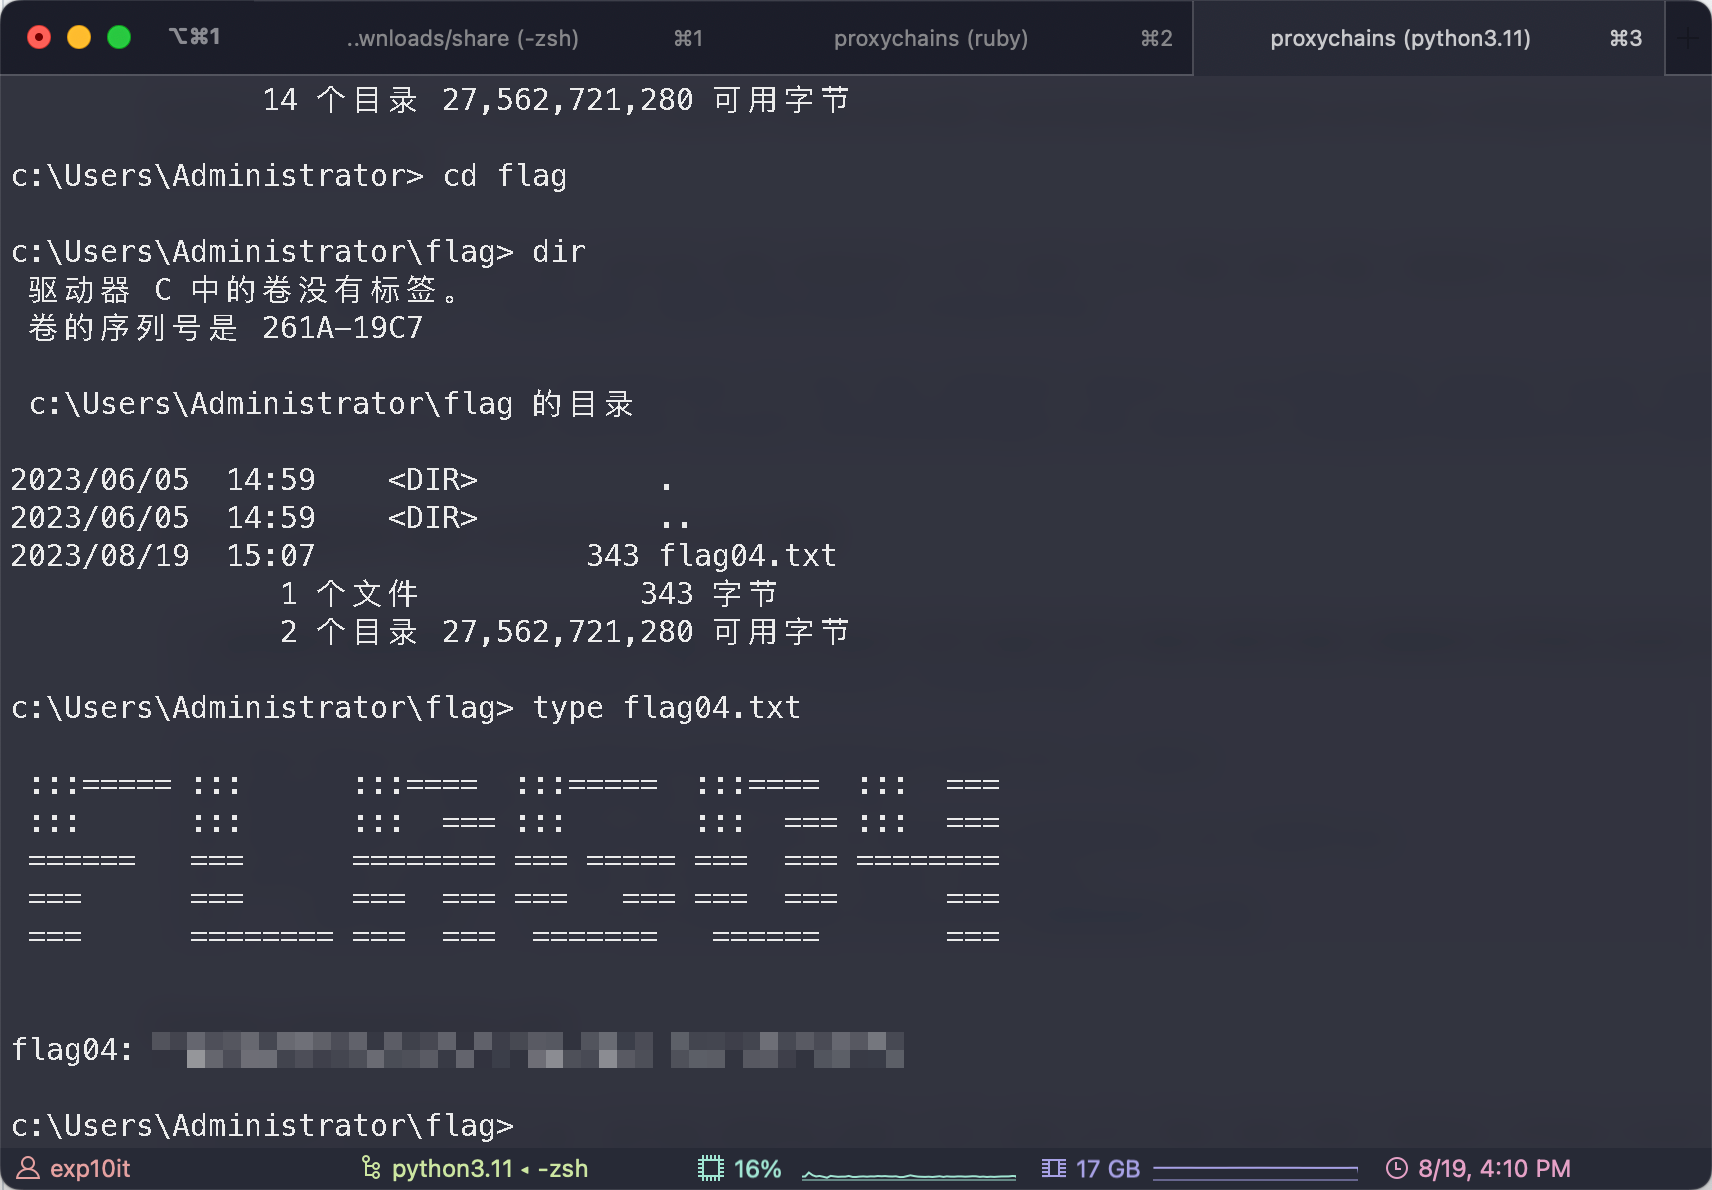 ⌥⌘1 ..wnloads/share (-zsh) ⌘1 proxychains (ruby) ⌘2 proxychains (python3.11) ⌘3
14 个目录 27,562,721,280 可用字节
c:\Users\Administrator> cd flag
c:\Users\Administrator\flag> dir
驱动器 C 中的卷没有标签。
卷的序列号是 261A-19C7
c:\Users\Administrator\flag 的目录
2023/06/05  14:59    <DIR>          .
2023/06/05  14:59    <DIR>          ..
2023/08/19  15:07               343 flag04.txt
1 个文件            343 字节
2 个目录 27,562,721,280 可用字节
c:\Users\Administrator\flag> type flag04.txt
 :::===== :::      :::====  :::=====  :::====  :::  ===
 :::      :::      :::  === :::       :::  === :::  ===
 ======   ===      ======== === ===== ===  === ========
 ===      ===      ===  === ===   === ===  ===      ===
 ===      ======== ===  ===  =======   ======       ===
flag04:
c:\Users\Administrator\flag>
exp10it python3.11 ◂ -zsh 16% 17 GB 8/19, 4:10 PM